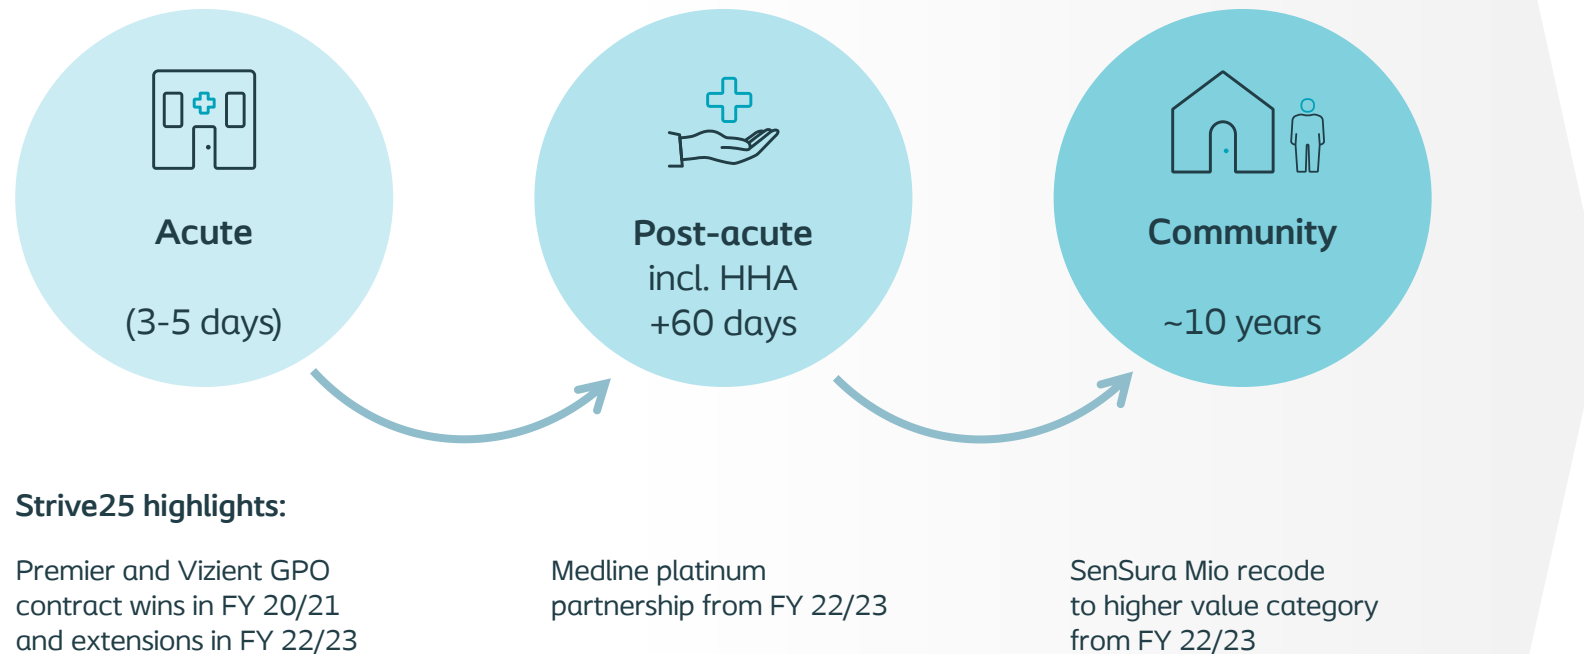 Acute
(3-5 days)
Post-acute
incl. HHA
+60 days
Community
~10 years
Strive25 highlights:
Premier and Vizient GPO
contract wins in FY 20/21
and extensions in FY 22/23
Medline platinum
partnership from FY 22/23
SenSura Mio recode
to higher value category
from FY 22/23